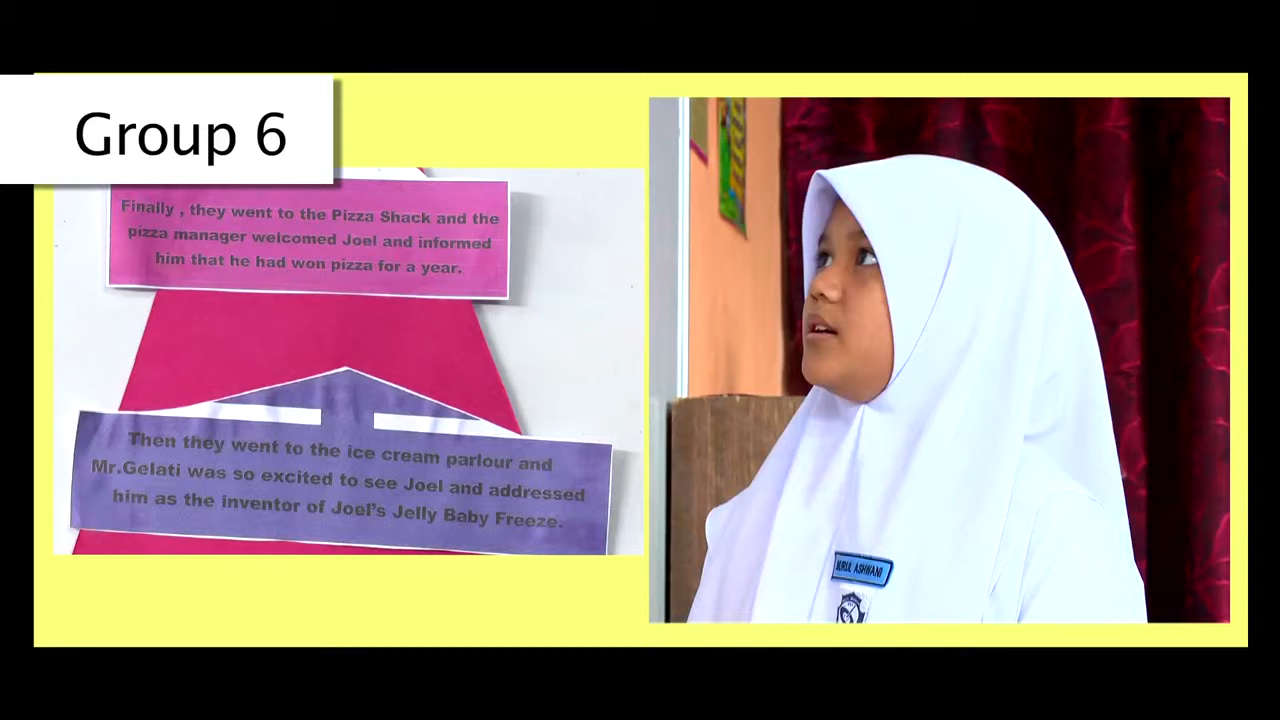 Group 6
Finally , they went to the Pizza Shack and the
pizza manager welcomed Joel and informed
him that he had won pizza for a year.
Then they went to the ice cream parlour and
Mr.Gelati was so excited to see Joel and addressed
him as the inventor of Joel's Jelly Baby Freeze.
NURUL ASHWANI